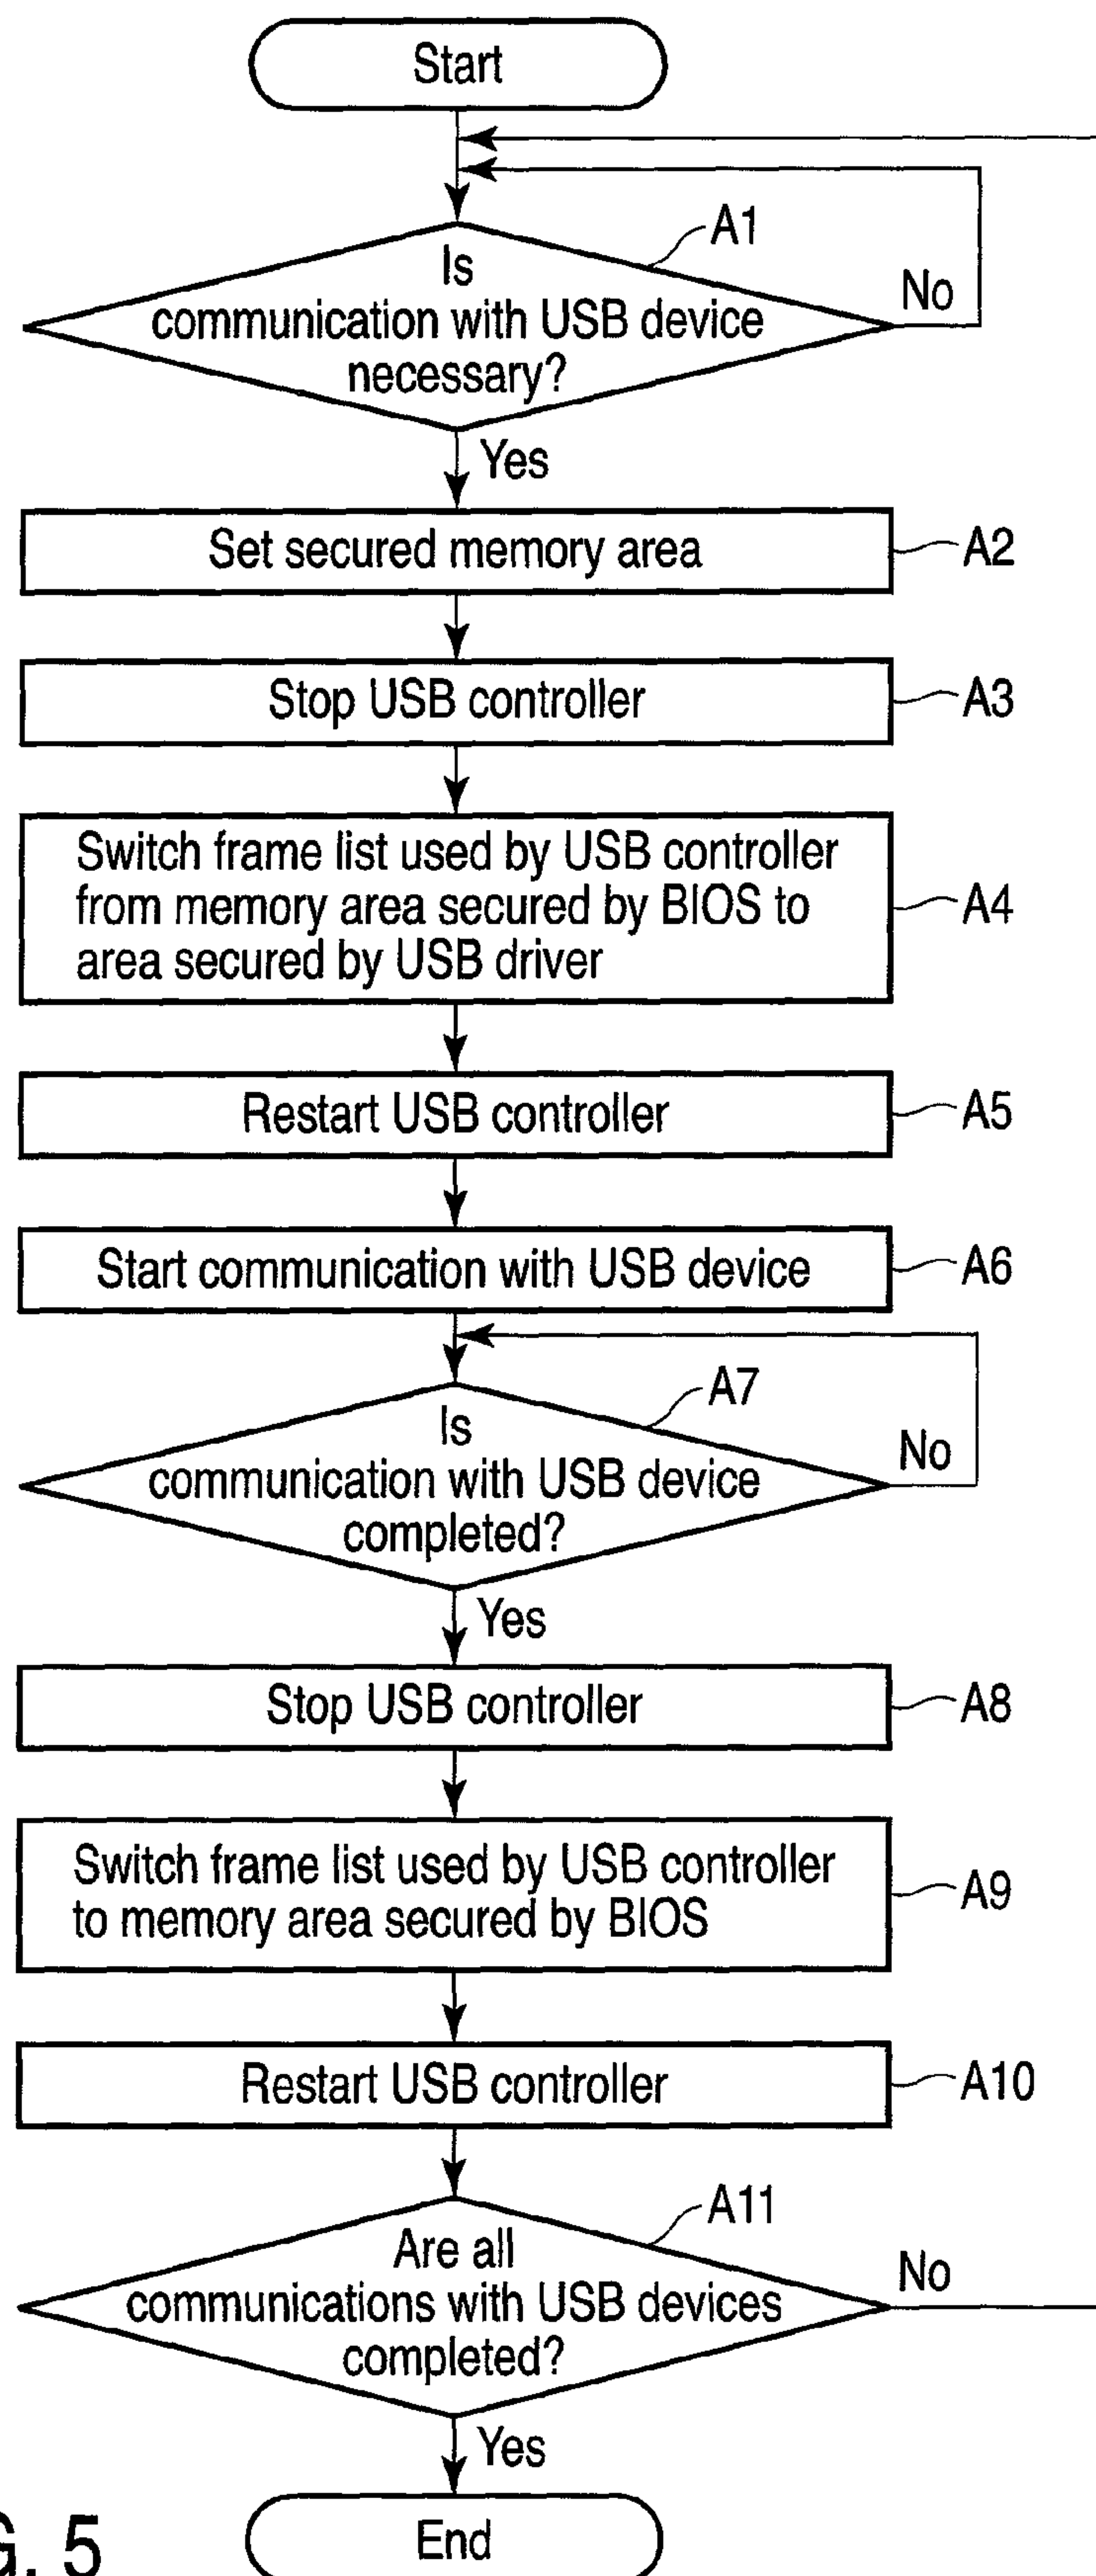 Start
A1
Is
communication with USB device
necessary?
No
Yes
Set secured memory area
A2
Stop USB controller
A3
Switch frame list used by USB controller
from memory area secured by BIOS to
area secured by USB driver
A4
Restart USB controller
A5
Start communication with USB device
A6
A7
Is
communication with USB device
completed?
No
Yes
Stop USB controller
A8
Switch frame list used by USB controller
to memory area secured by BIOS
A9
Restart USB controller
A10
A11
Are all
communications with USB devices
completed?
No
Yes
End
G. 5